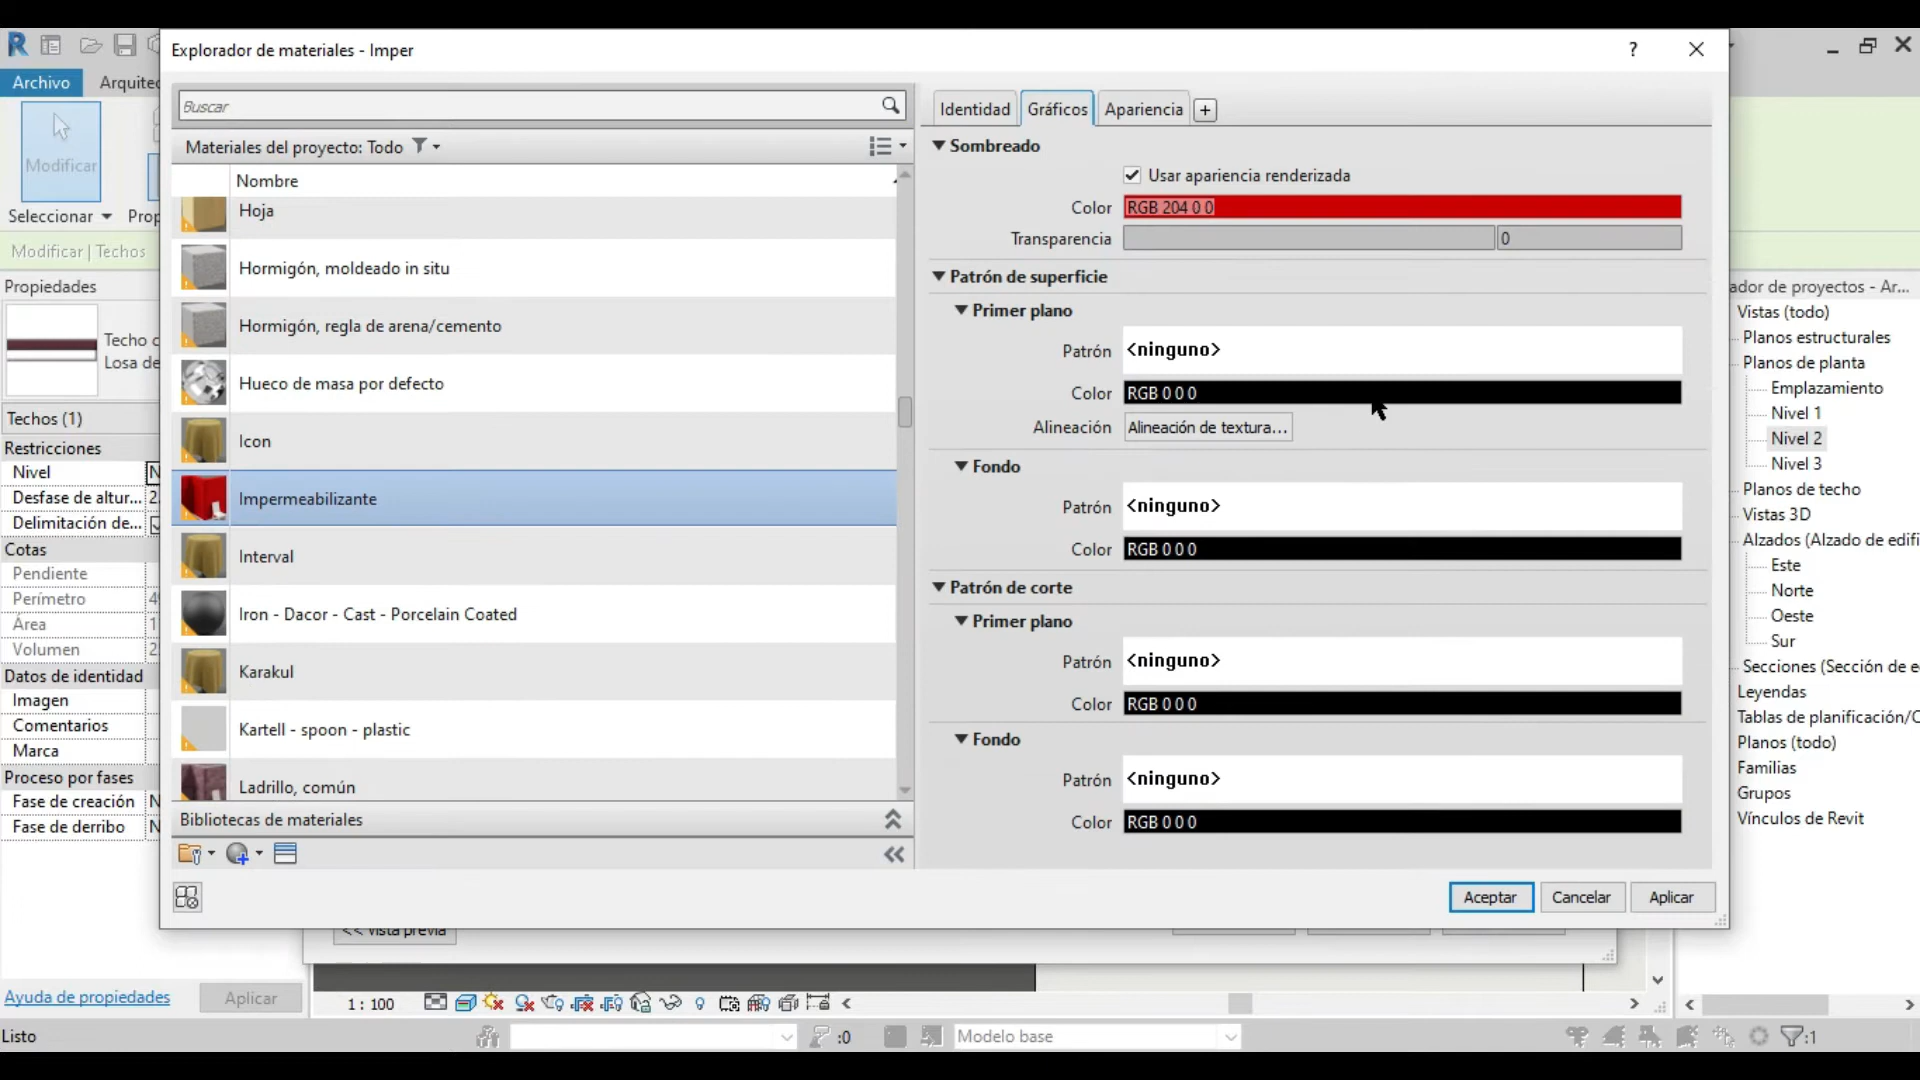 Explorador de materiales - Imper
?
Archivo
Arquitec
Modificar
Seleccionar
Prop
Modificar | Techos
Propiedades
Techo c
Losa de
Techos (1)
Restricciones
Nivel
N
Desfase de altur...
2
Delimitación de...
Cotas
Pendiente
Perímetro
Área
Volumen
2
Datos de identidad
Imagen
Comentarios
Marca
Proceso por fases
Fase de creación
N
Fase de derribo
N
Ayuda de propiedades
Aplicar
Buscar
Materiales del proyecto: Todo
Nombre
Hoja
Hormigón, moldeado in situ
Hormigón, regla de arena/cemento
Hueco de masa por defecto
Icon
Impermeabilizante
Interval
Iron - Dacor - Cast - Porcelain Coated
Karakul
Kartell - spoon - plastic
Ladrillo, común
Bibliotecas de materiales
Identidad
Gráficos
Apariencia
+
Sombreado
Usar apariencia renderizada
Color
RGB 204 0 0
Transparencia
0
Patrón de superficie
Primer plano
Patrón
<ninguno>
Color
RGB 0 0 0
Alineación
Alineación de textura...
Fondo
Patrón
<ninguno>
Color
RGB 0 0 0
Patrón de corte
Primer plano
Patrón
<ninguno>
Color
RGB 0 0 0
Fondo
Patrón
<ninguno>
Color
RGB 0 0 0
Aceptar
Cancelar
Aplicar
<< Vista previa
ador de proyectos - Ar...
Vistas (todo)
Planos estructurales
Planos de planta
Emplazamiento
Nivel 1
Nivel 2
Nivel 3
Planos de techo
Vistas 3D
Alzados (Alzado de edifi
Este
Norte
Oeste
Sur
Secciones (Sección de e
Leyendas
Tablas de planificación/C
Planos (todo)
Familias
Grupos
Vínculos de Revit
1 : 100
Listo
:0
Modelo base
:1